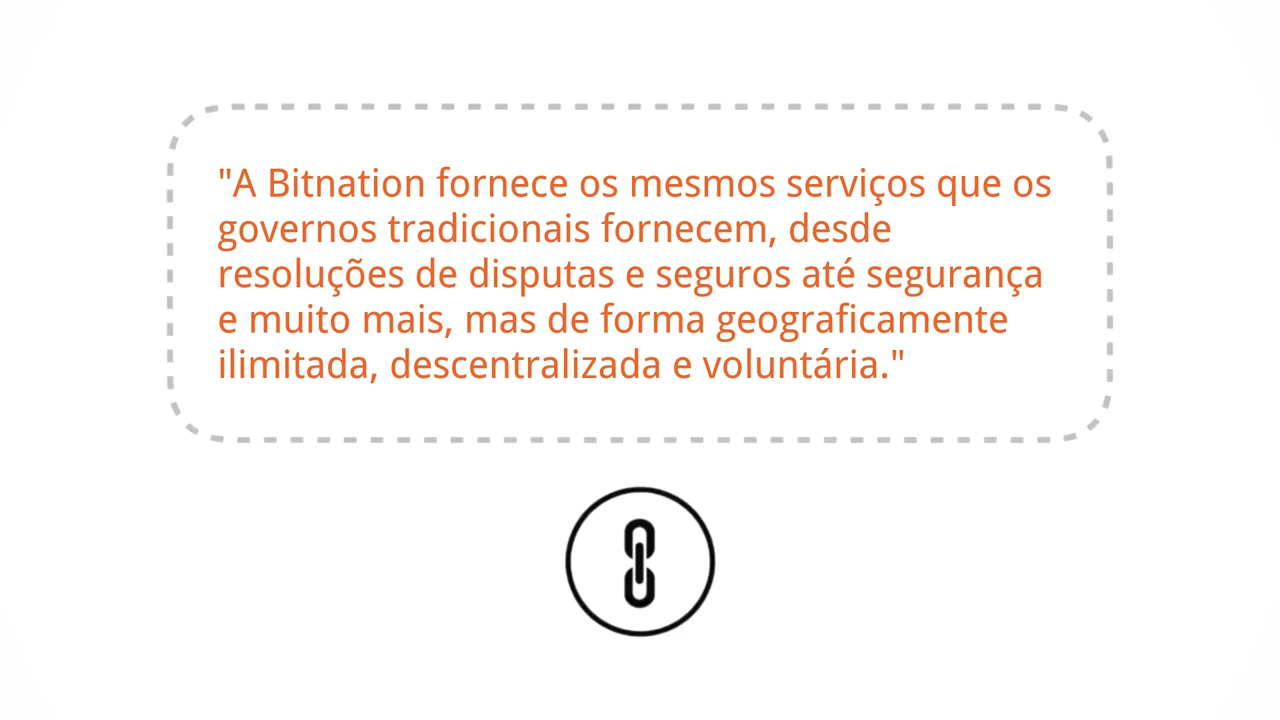 "A Bitnation fornece os mesmos serviços que os
governos tradicionais fornecem, desde
resoluções de disputas e seguros até segurança
e muito mais, mas de forma geograficamente
ilimitada, descentralizada e voluntária."